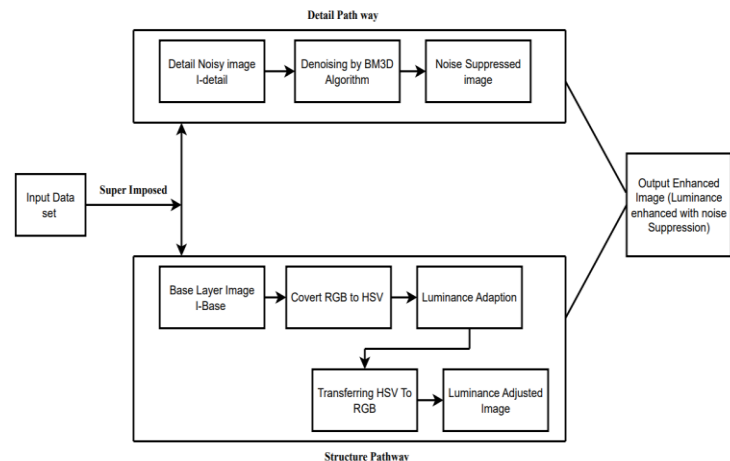 Detail Path way
Detail Noisy image
I-detail
Denoising by BM3D
Algorithm
Noise Suppressed
image
Input Data
set
Super Imposed
Output Enhanced
Image (Luminance
enhanced with noise
Suppression)
Base Layer Image
I-Base
Covert RGB to HSV
Luminance Adaption
Transferring HSV To
RGB
Luminance Adjusted
Image
Structure Pathway